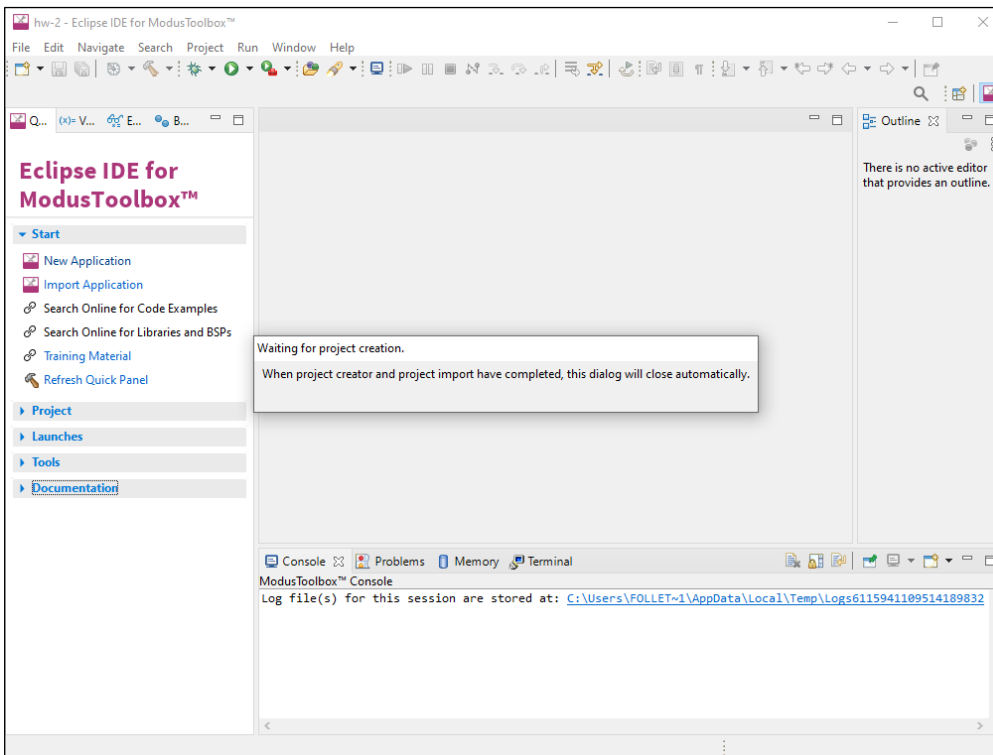 hw-2 - Eclipse IDE for ModusToolbox™
File Edit Navigate Search Project Run Window Help
Q... (x)= V... E... B...
Outline
Eclipse IDE for
ModusToolbox™
There is no active editor
that provides an outline.
Start
New Application
Import Application
Search Online for Code Examples
Search Online for Libraries and BSPs
Training Material
Refresh Quick Panel
Project
Launches
Tools
Documentation
Waiting for project creation.
When project creator and project import have completed, this dialog will close automatically.
Console Problems Memory Terminal
ModusToolbox™ Console
Log file(s) for this session are stored at: C:\Users\FOLLET~1\AppData\Local\Temp\Logs6115941109514189832